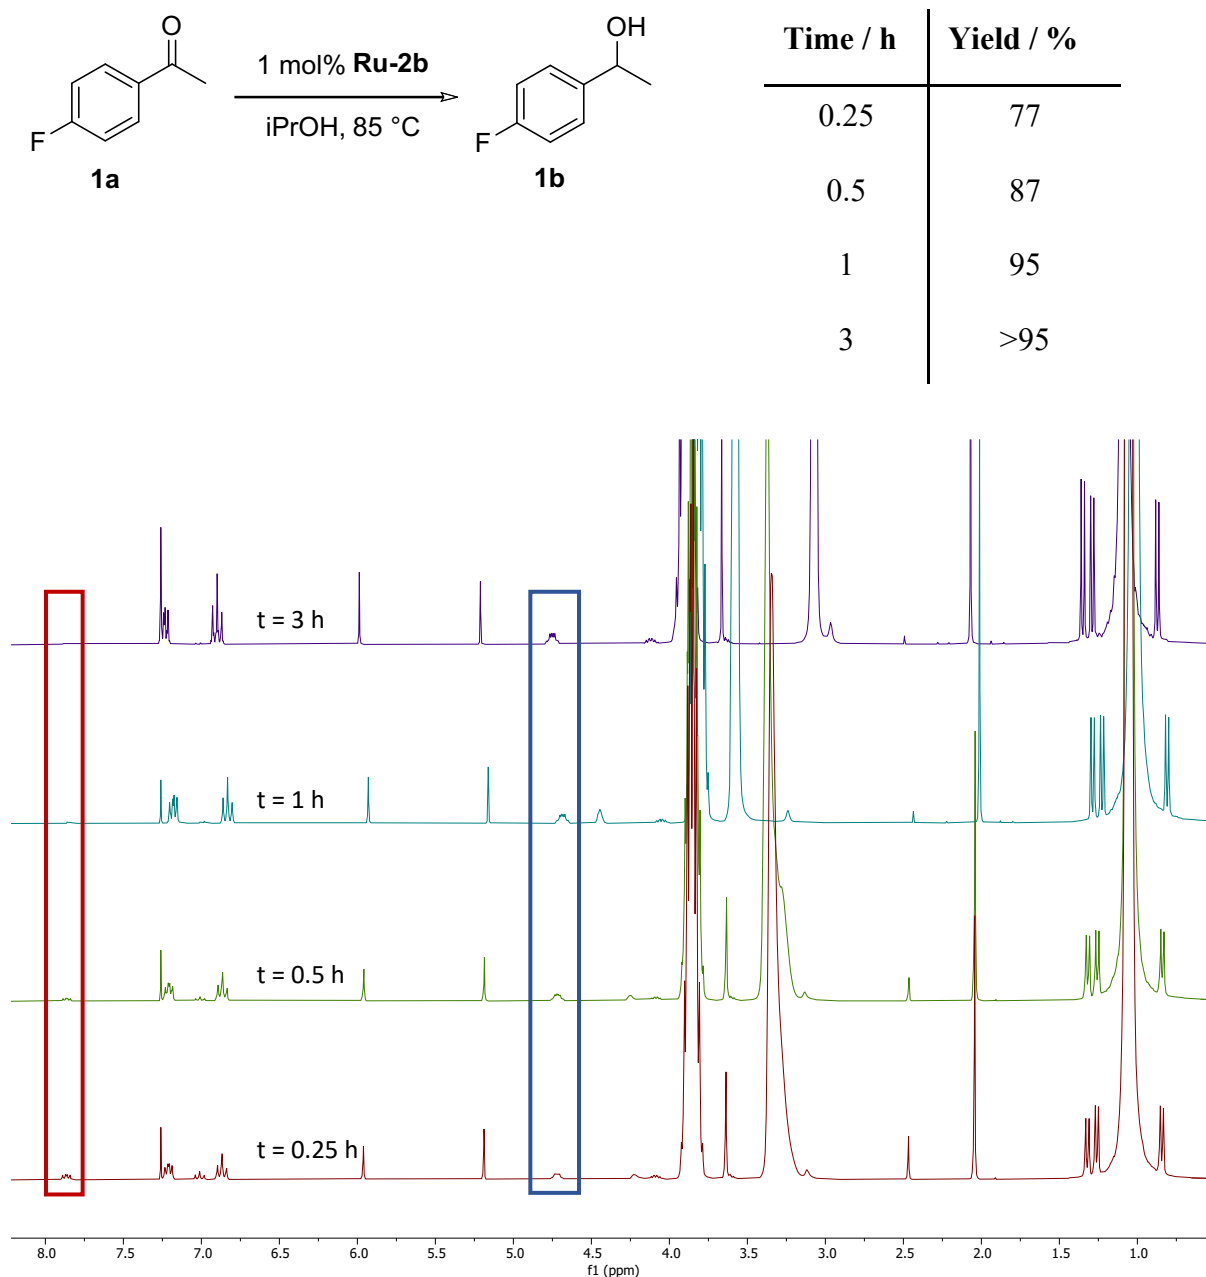 O
F
1a
1 mol% Ru-2b
iPrOH, 85 °C
OH
F
1b
Time / h Yield / %
0.25 77
0.5 87
1 95
3 >95
t = 3 h
t = 1 h
t = 0.5 h
t = 0.25 h
8.0 7.5 7.0 6.5 6.0 5.5 5.0 4.5 4.0 3.5 3.0 2.5 2.0 1.5 1.0
f1 (ppm)